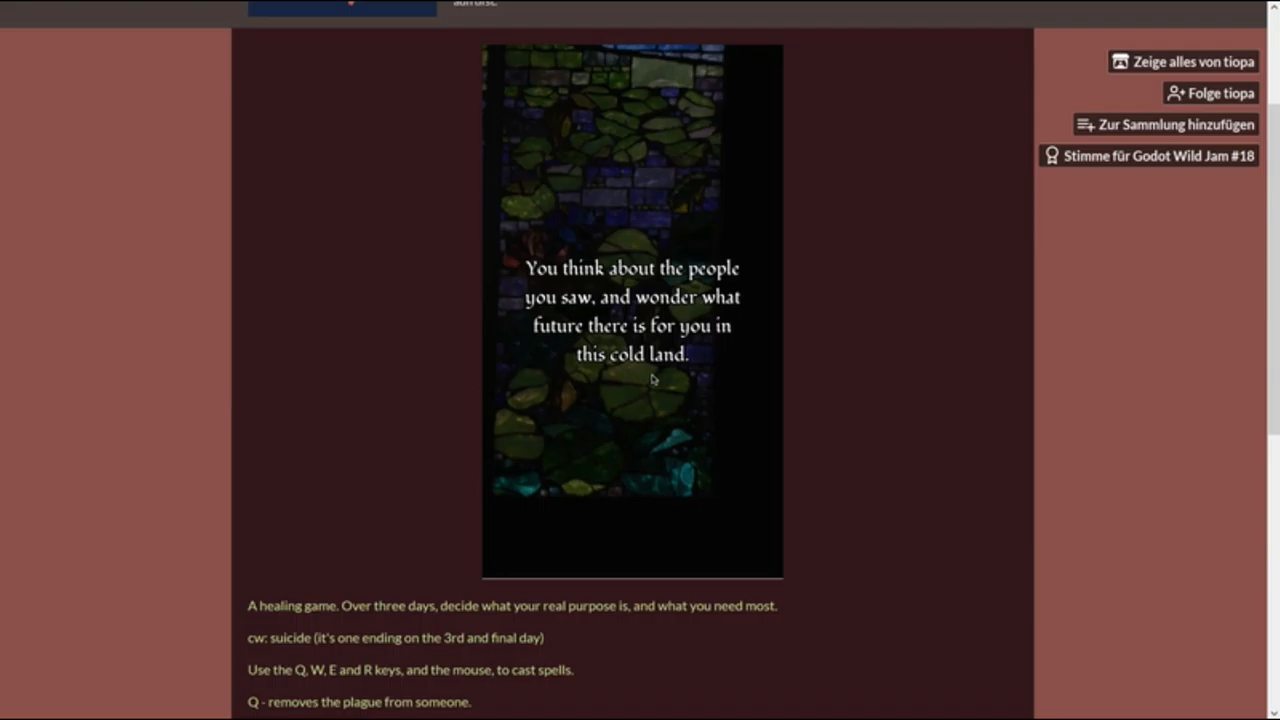 Zeige alles von tiopa
Folge tiopa
Zur Sammlung hinzufügen
Stimme für Godot Wild Jam #18
You think about the people
you saw, and wonder what
future there is for you in
this cold land.
A healing game. Over three days, decide what your real purpose is, and what you need most.
cw: suicide (it's one ending on the 3rd and final day)
Use the Q, W, E and R keys, and the mouse, to cast spells.
Q - removes the plague from someone.